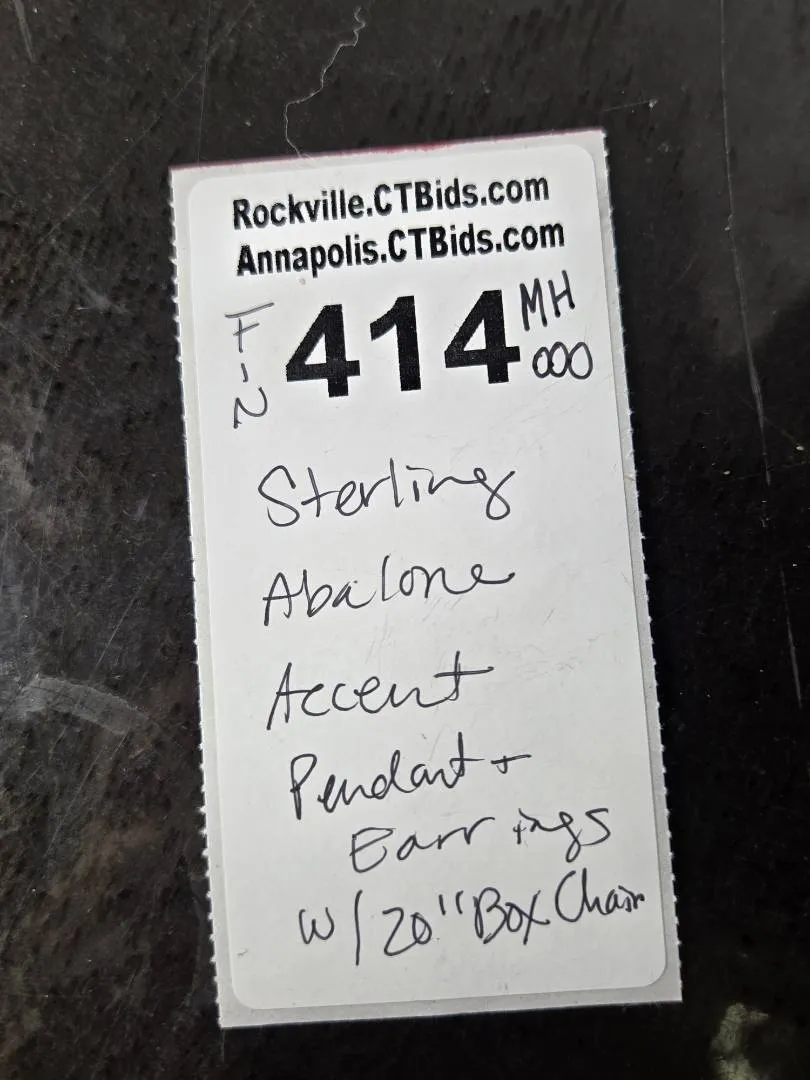 Rockville.CTBids.com
Annapolis.CTBids.com
F-2 414 MH
000
Sterling
Abalone
Accent
Pendant +
Earrings
W/20" Box Chain